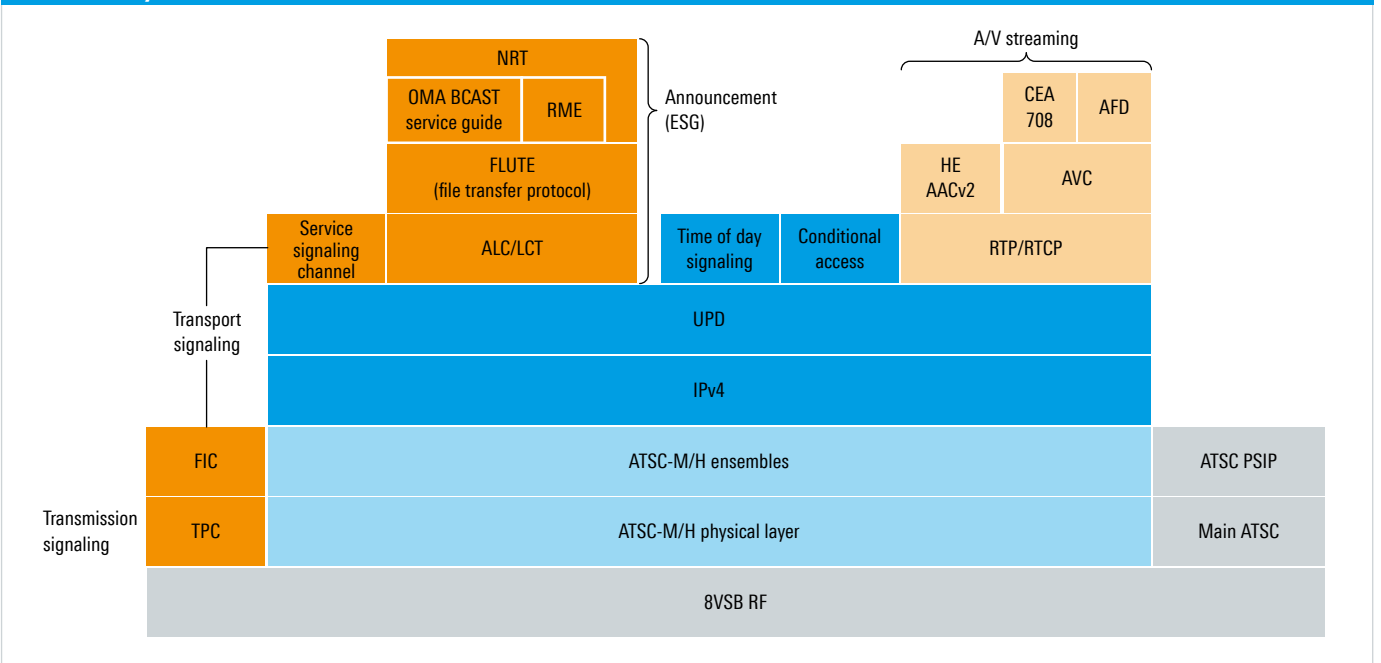 A/V streaming
NRT
OMA BCAST
service guide
RME
Announcement
(ESG)
CEA
708
AFD
FLUTE
(file transfer protocol)
HE
AACv2
AVC
Service
signaling
channel
ALC/LCT
Time of day
signaling
Conditional
access
RTP/RTCP
Transport
signaling
UPD
IPv4
FIC
ATSC-M/H ensembles
ATSC PSIP
Transmission
signaling
TPC
ATSC-M/H physical layer
Main ATSC
8VSB RF